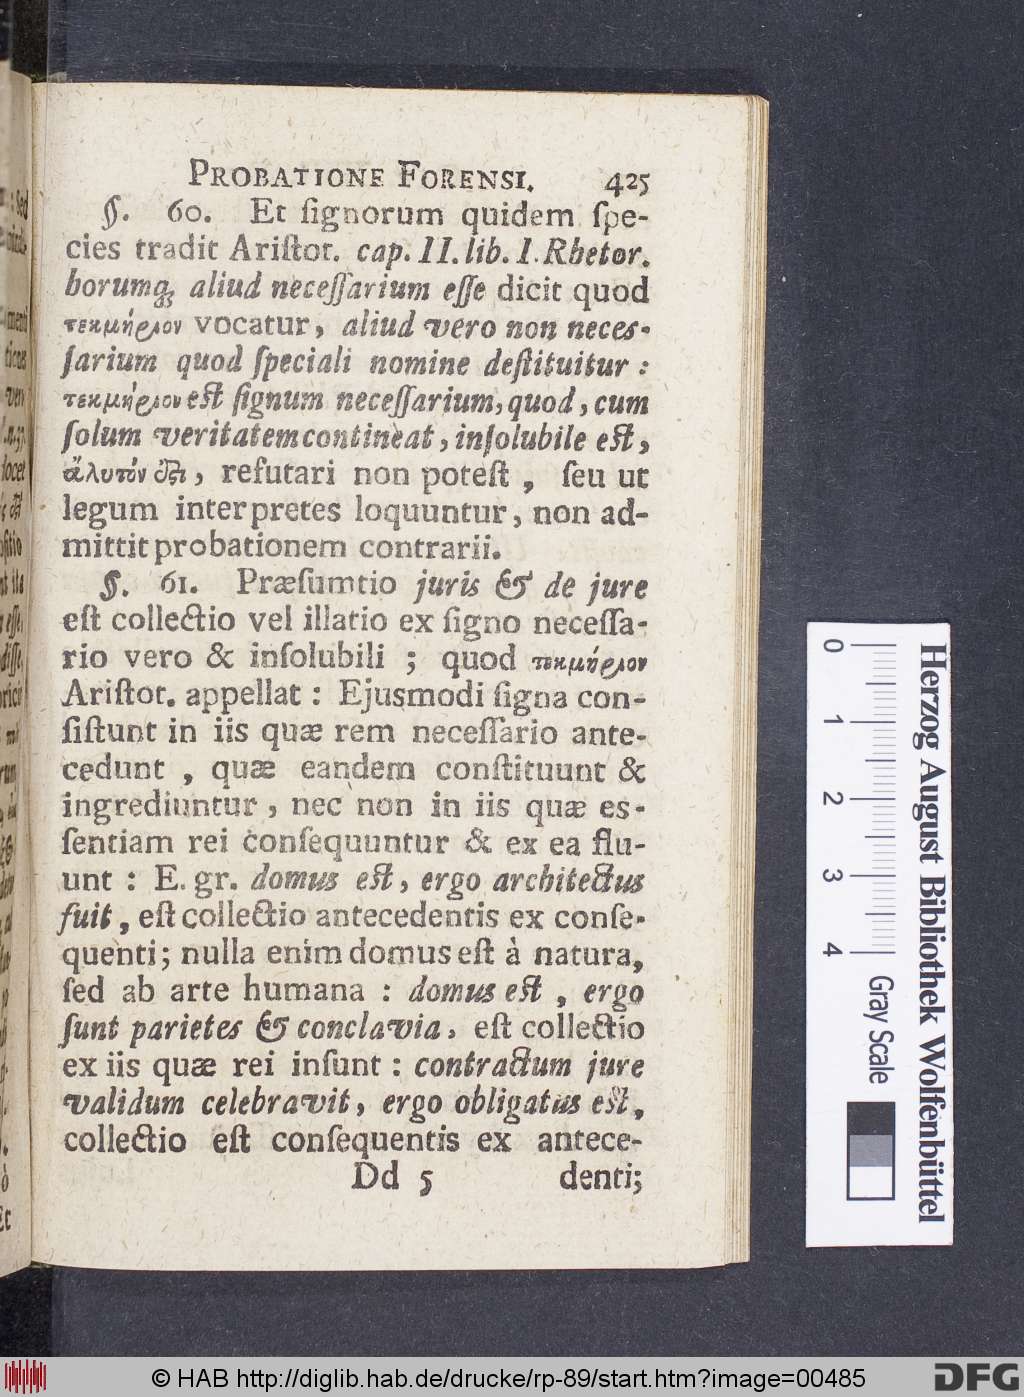 PROBATIONE FORENSI. 425
§. 60. Et ſignorum quidem ſpe-
cies tradit Ariſtot. cap. II. lib. I. Rhetor.
horumq; aliud neceſſarium eſſe dicit quod
τεκμήριον vocatur, aliud vero non neceſ-
ſarium quod ſpeciali nomine deſtituitur :
τεκμήριον eſt ſignum neceſſarium, quod, cum
ſolum veritatem contineat, inſolubile eſt,
ἄλυτόν ἐϛι, refutari non poteſt, ſeu ut
legum interpretes loquuntur, non ad-
mittit probationem contrarii.
§. 61. Præſumtio juris & de jure
eſt collectio vel illatio ex ſigno neceſſa-
rio vero & inſolubili ; quod τεκμήριον
Ariſtot. appellat : Ejusmodi ſigna con-
ſiſtunt in iis quæ rem neceſſario ante-
cedunt , quæ eandem conſtituunt &
ingrediuntur , nec non in iis quæ eſ-
ſentiam rei conſequuntur & ex ea flu-
unt : E. gr. domus eſt, ergo architectus
fuit, eſt collectio antecedentis ex conſe-
quenti; nulla enim domus eſt à natura,
ſed ab arte humana : domus eſt , ergo
ſunt parietes & conclavia, eſt collectio
ex iis quæ rei inſunt : contractum jure
validum celebravit, ergo obligatus eſt,
collectio eſt conſequentis ex antece-
Dd 5 denti;
0 1 2 3 4
Gray Scale
Herzog August Bibliothek Wolfenbüttel
© HAB http://diglib.hab.de/drucke/rp-89/start.htm?image=00485
DFG